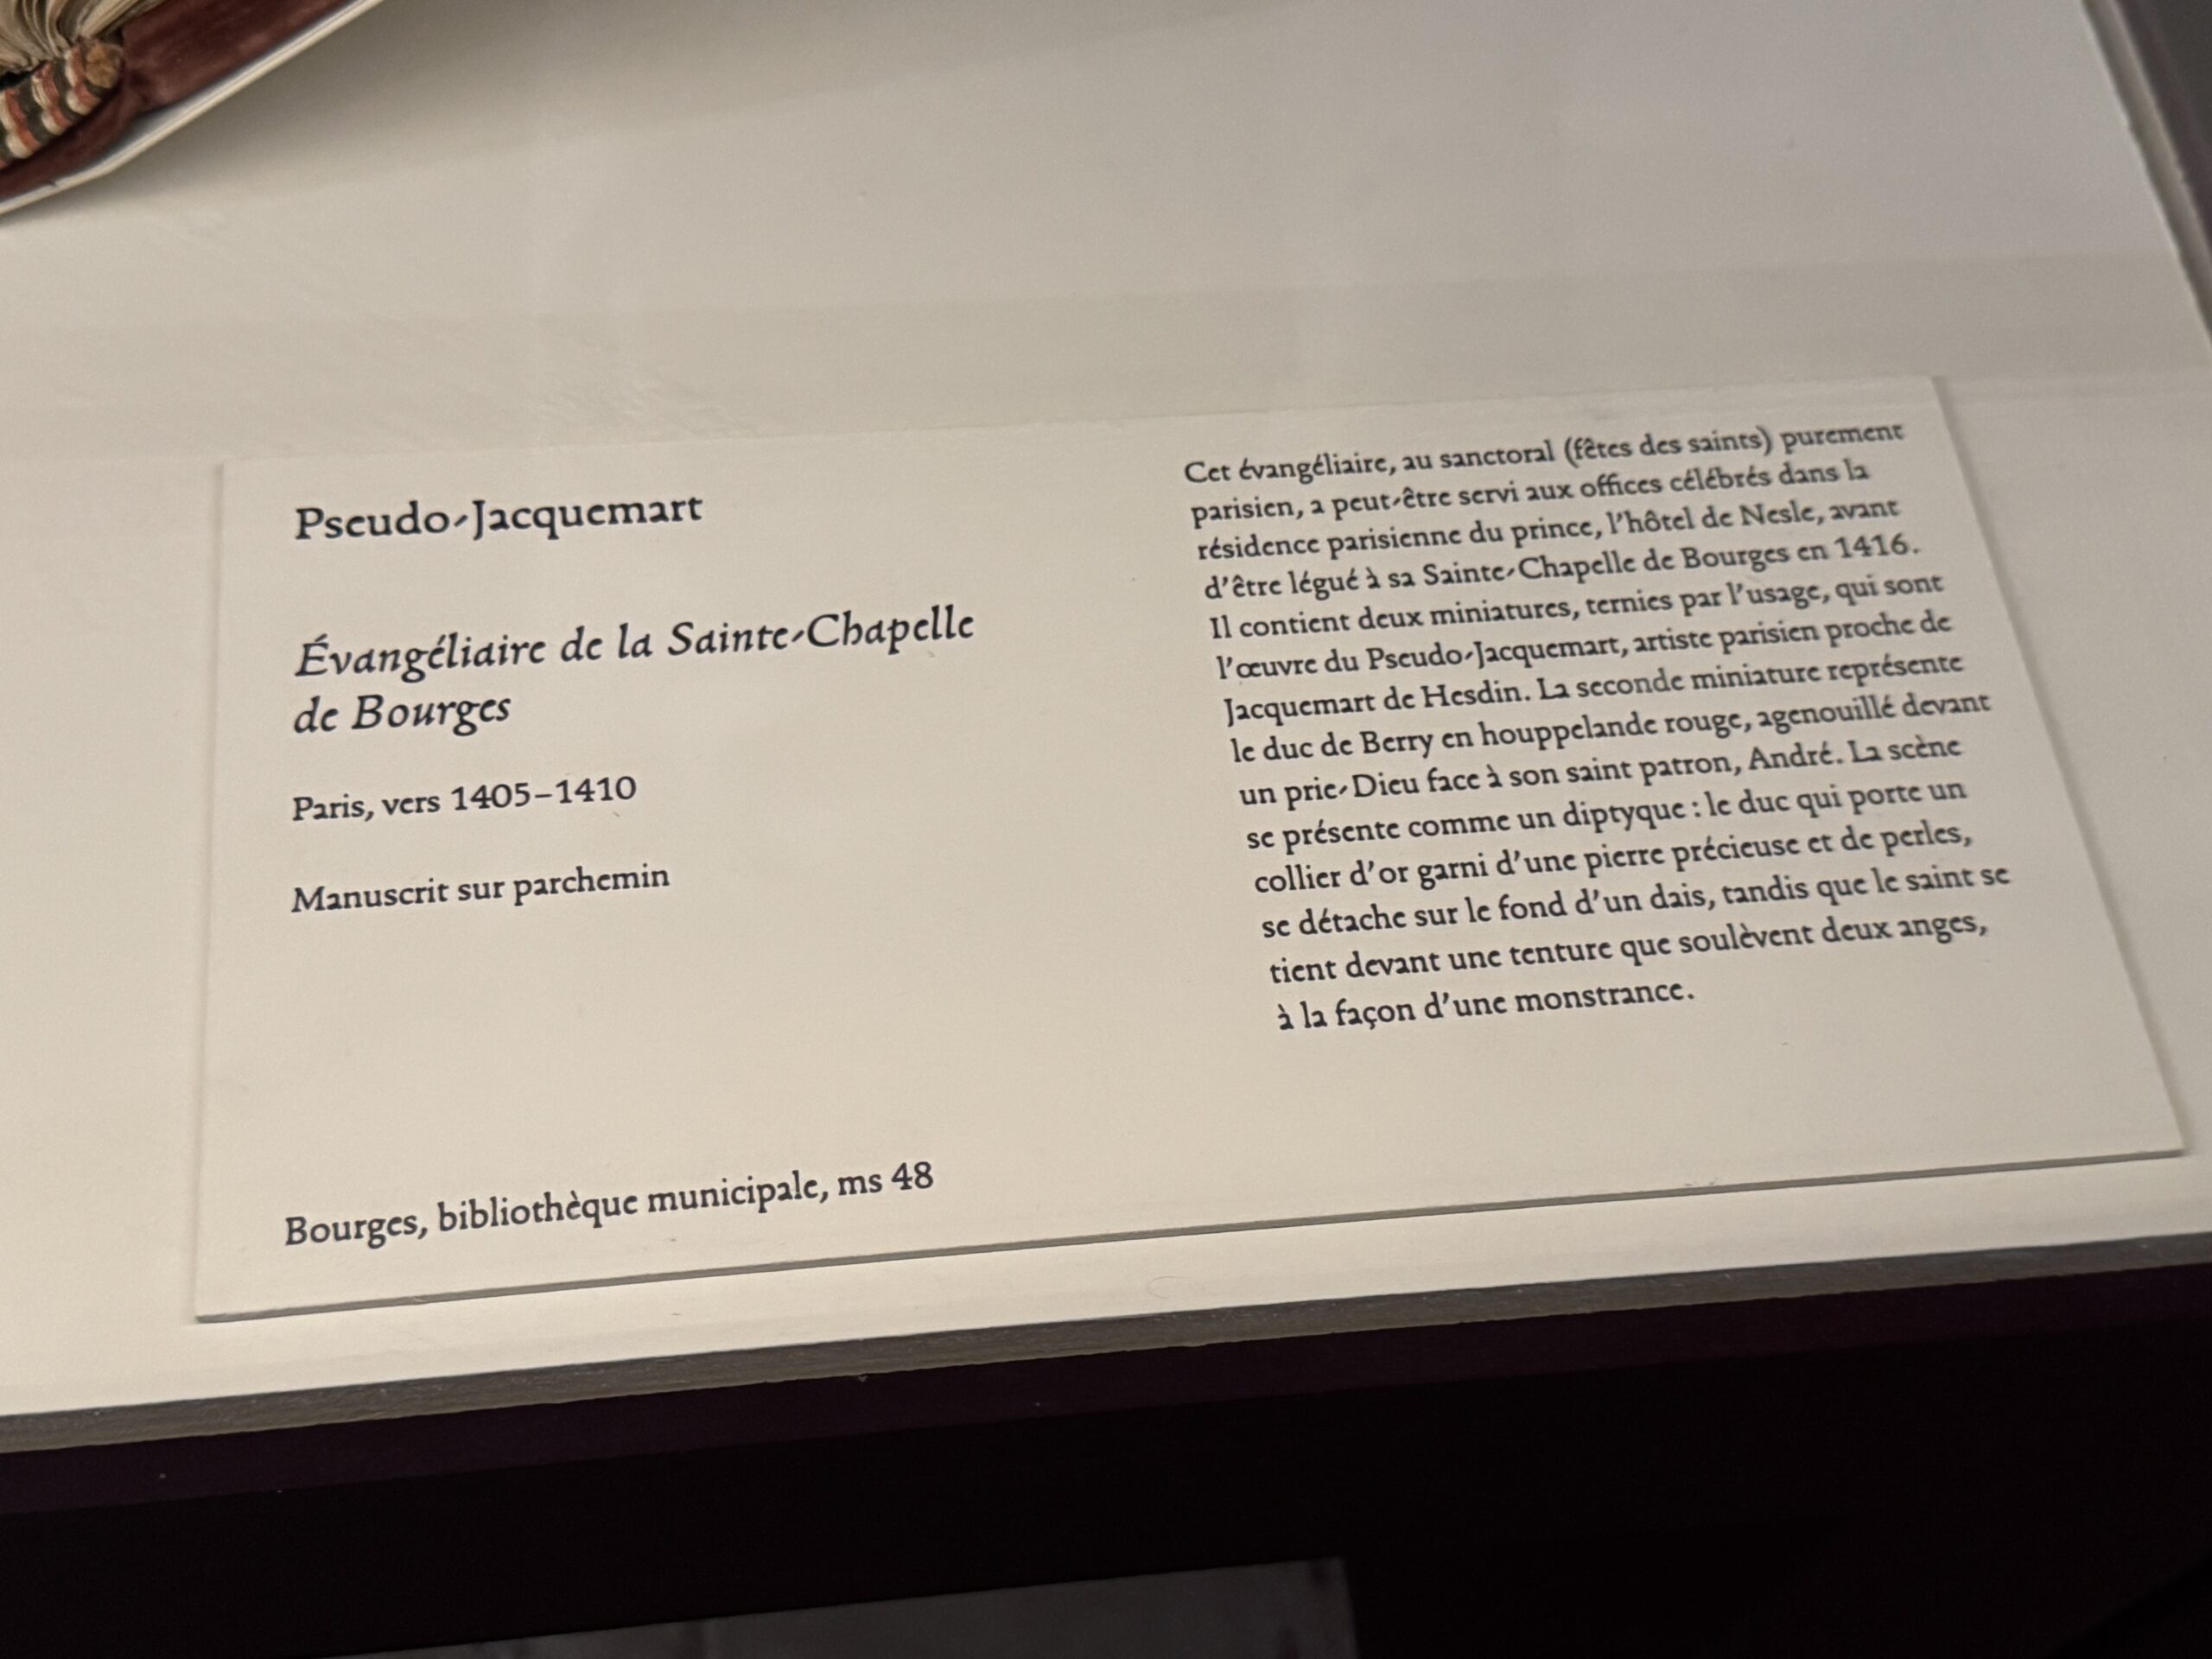 Pseudo-Jacquemart
Évangéliaire de la Sainte-Chapelle
de Bourges
Paris, vers 1405–1410
Manuscrit sur parchemin
Bourges, bibliothèque municipale, ms 48
Cet évangéliaire, au sanctoral (fêtes des saints) purement
parisien, a peut-être servi aux offices célébrés dans la
résidence parisienne du prince, l'hôtel de Nesle, avant
d'être légué à sa Sainte-Chapelle de Bourges en 1416.
Il contient deux miniatures, ternies par l'usage, qui sont
l'œuvre du Pseudo-Jacquemart, artiste parisien proche de
Jacquemart de Hesdin. La seconde miniature représente
le duc de Berry en houppelande rouge, agenouillé devant
un prie-Dieu face à son saint patron, André. La scène
se présente comme un diptyque : le duc qui porte un
collier d'or garni d'une pierre précieuse et de perles,
se détache sur le fond d'un dais, tandis que le saint se
tient devant une tenture que soulèvent deux anges,
à la façon d'une monstrance.